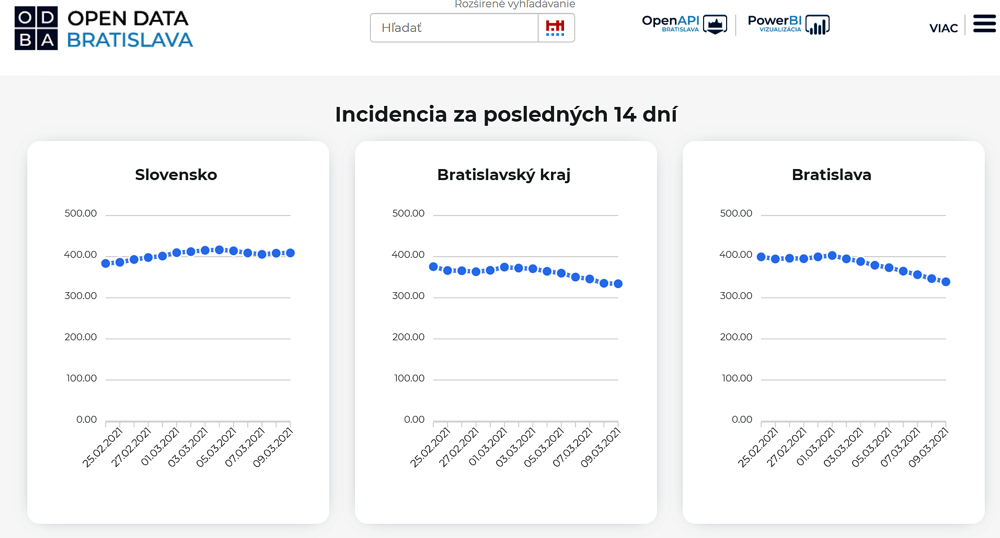 Rozšírené vyhľadávanie
OD
BA
OPEN DATA
BRATISLAVA
Hľadať
OpenAPI
BRATISLAVA
PowerBI
VIZUALIZÁCIA
VIAC
Incidencia za posledných 14 dní
Slovensko
500.00
400.00
300.00
200.00
100.00
0.00
25.02.2021
27.02.2021
01.03.2021
03.03.2021
05.03.2021
07.03.2021
09.03.2021
Bratislavský kraj
500.00
400.00
300.00
200.00
100.00
0.00
25.02.2021
27.02.2021
01.03.2021
03.03.2021
05.03.2021
07.03.2021
09.03.2021
Bratislava
500.00
400.00
300.00
200.00
100.00
0.00
25.02.2021
27.02.2021
01.03.2021
03.03.2021
05.03.2021
07.03.2021
09.03.2021